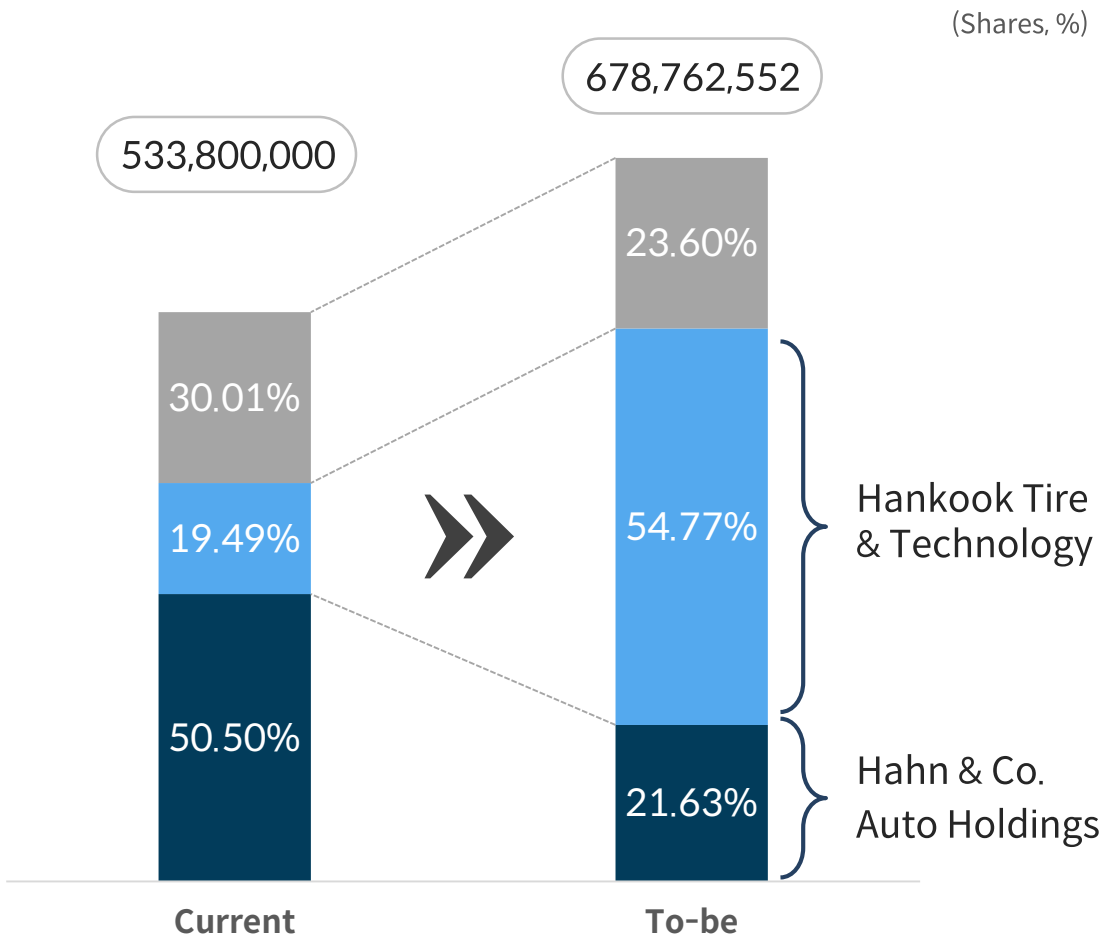 (Shares, %)
678,762,552
533,800,000
23.60%
30.01%
19.49%
54.77%
50.50%
21.63%
Hankook Tire
& Technology
Hahn & Co.
Auto Holdings
Current
To-be